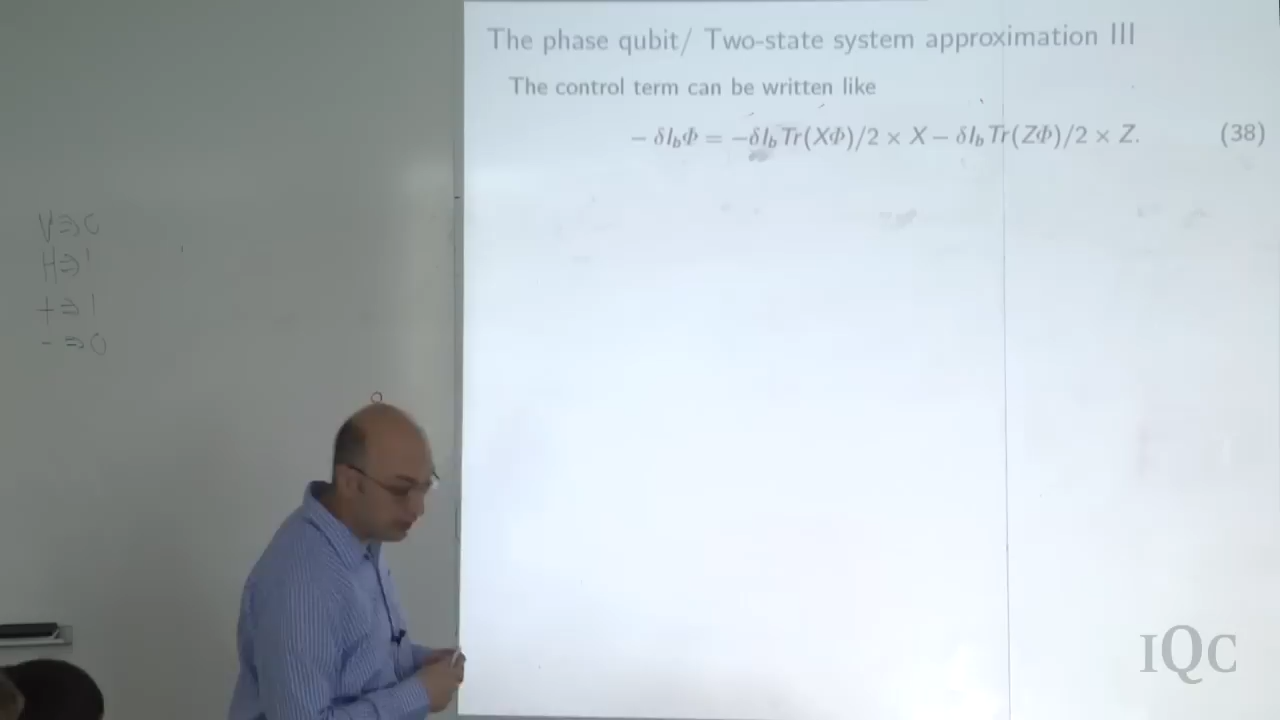 The phase qubit/ Two-state system approximation III
The control term can be written like
− δI_bΦ = −δI_b Tr(XΦ)/2 × X − δI_b Tr(ZΦ)/2 × Z. (38)
V⇒0
H⇒1
+⇒1
-⇒0
IQC